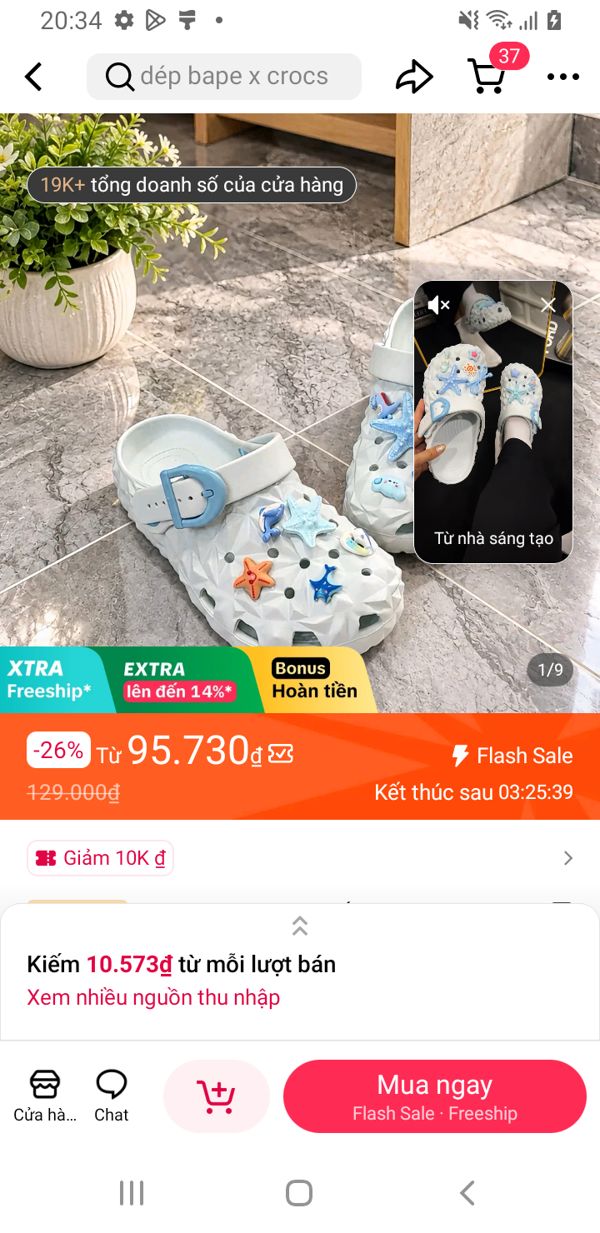 20:34
37
dép bape x crocs
19K+ tổng doanh số của cửa hàng
Từ nhà sáng tạo
XTRA
Freeship*
EXTRA
lên đến 14%*
Bonus
Hoàn tiền
1/9
-26% Từ 95.730₫
Flash Sale
129.000₫
Kết thúc sau 03:25:39
Giảm 10K ₫
Kiếm 10.573₫ từ mỗi lượt bán
Xem nhiều nguồn thu nhập
Cửa hà...
Chat
Mua ngay
Flash Sale · Freeship